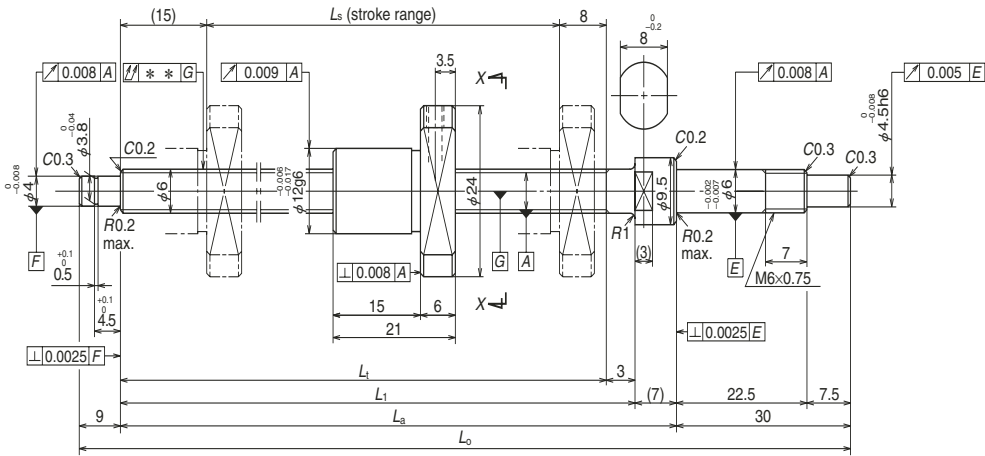 (15)
Ls (stroke range)
8
0
-0.2
8
3.5
X
0.008 A
** G
0.009 A
0.008 A
0.005 E
0
-0.04
φ3.8
C0.3
C0.2
0
-0.008
φ4
φ6
-0.006
-0.017
φ12g6
φ24
C0.2
φ9.5
-0.002
-0.007
φ6
C0.3
C0.3
0
-0.008
φ4.5h6
R0.2
max.
F
G
A
R1
(3)
R0.2
max.
E
7
M6×0.75
+0.1
0
0.5
⊥ 0.008 A
X
15
6
21
+0.1
0
4.5
⊥ 0.0025 F
⊥ 0.0025 E
Lt
3
L1
(7)
22.5
7.5
9
La
30
Lo